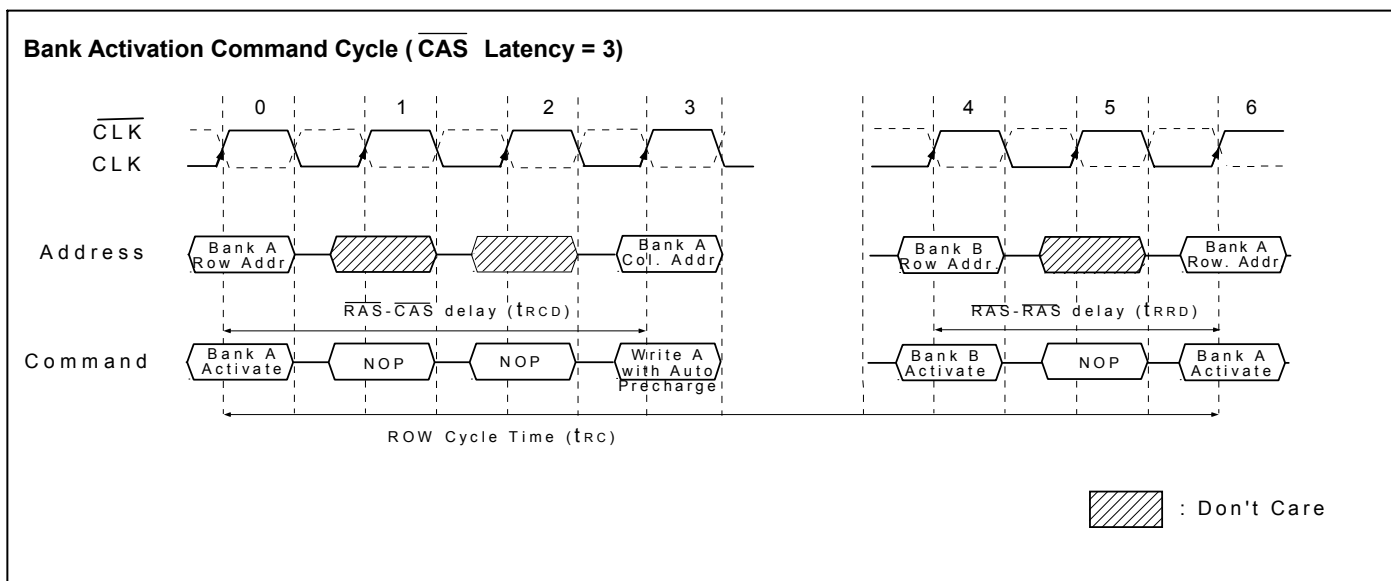 Bank Activation Command Cycle ( CAS Latency = 3)
0 1 2 3 4 5 6
CLK
CLK
Address
Bank A
Row Addr
Bank A
Col. Addr
Bank B
Row Addr.
Bank A
Row. Addr
RAS-CAS delay (tRCD)
RAS-RAS delay (tRRD)
Command
Bank A
Activate
NOP
NOP
Write A
with Auto
Precharge
Bank B
Activate
NOP
Bank A
Activate
ROW Cycle Time (tRC)
: Don't Care